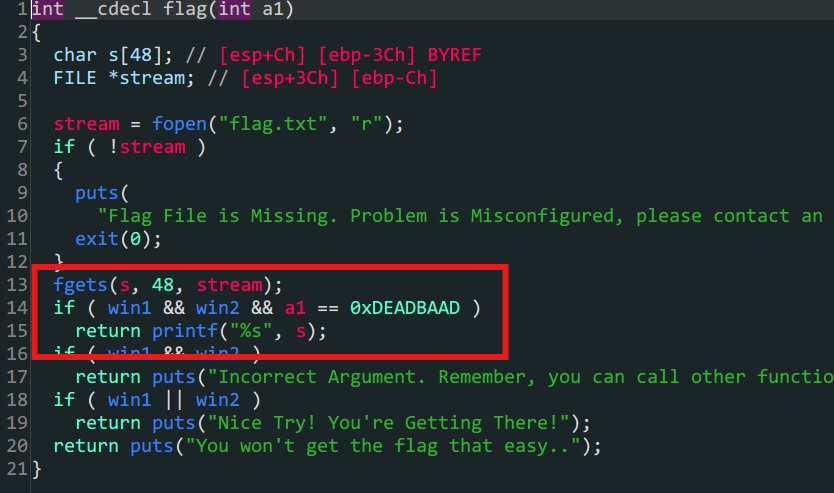 1 int __cdecl flag(int a1)
2 {
3 char s[48]; // [esp+Ch] [ebp-3Ch] BYREF
4 FILE *stream; // [esp+3Ch] [ebp-Ch]
5
6 stream = fopen("flag.txt", "r");
7 if ( !stream )
8 {
9 puts(
10 "Flag File is Missing. Problem is Misconfigured, please contact an
11 exit(0);
12 }
13 fgets(s, 48, stream);
14 if ( win1 && win2 && a1 == 0xDEADBAAD )
15 return printf("%s", s);
16 if ( win1 && win2 )
17 return puts("Incorrect Argument. Remember, you can call other functio
18 if ( win1 || win2 )
19 return puts("Nice Try! You're Getting There!");
20 return puts("You won't get the flag that easy..");
21 }